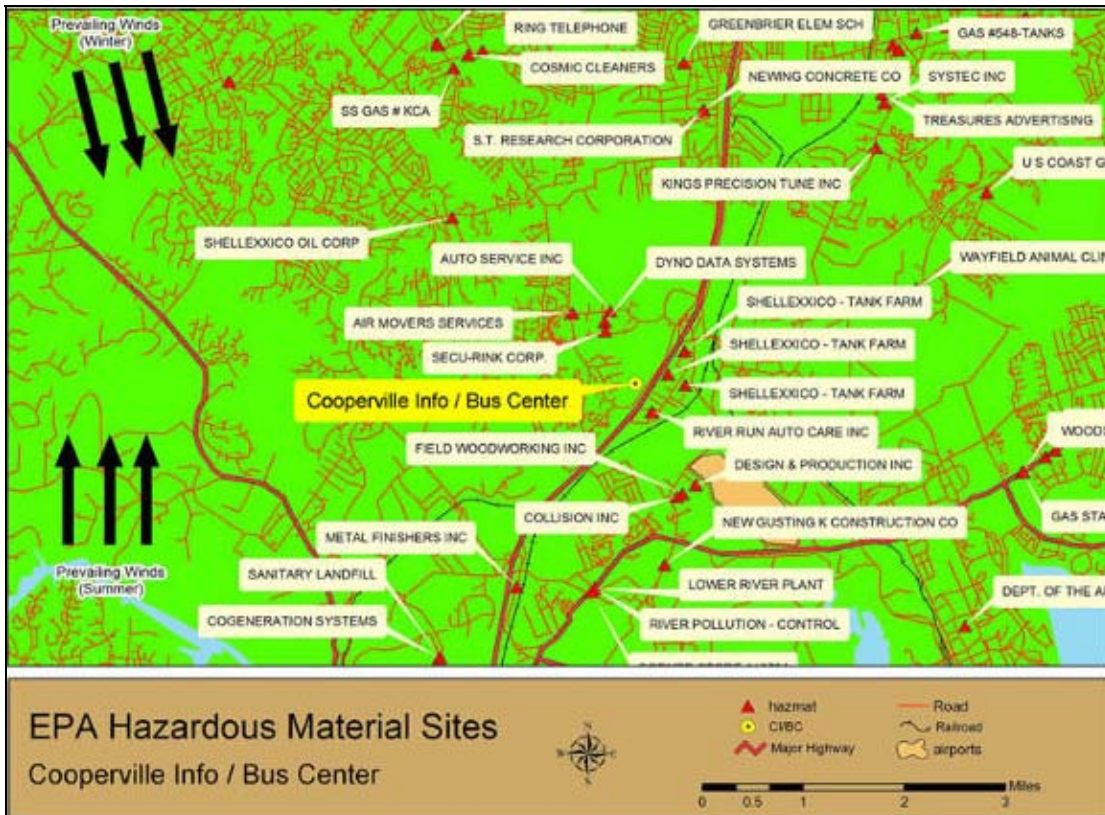 Prevailing Winds
(Winter)
RING TELEPHONE
GREENBRIER ELEM SCH
GAS #548-TANKS
COSMIC CLEANERS
NEWING CONCRETE CO
SYSTEC INC
SS GAS # KCA
S.T. RESEARCH CORPORATION
TREASURES ADVERTISING
KINGS PRECISION TUNE INC
U S COAST G
SHELLEXXICO OIL CORP
AUTO SERVICE INC
DYNO DATA SYSTEMS
WAYFIELD ANIMAL CLIN
SHELLEXXICO - TANK FARM
AIR MOVERS SERVICES
SHELLEXXICO - TANK FARM
SECU-RINK CORP.
Cooperville Info / Bus Center
SHELLEXXICO - TANK FARM
RIVER RUN AUTO CARE INC
WOODS
FIELD WOODWORKING INC
DESIGN & PRODUCTION INC
COLLISION INC
NEW GUSTING K CONSTRUCTION CO
GAS STA
METAL FINISHERS INC
Prevailing Winds
(Summer)
SANITARY LANDFILL
LOWER RIVER PLANT
DEPT. OF THE
COGENERATION SYSTEMS
RIVER POLLUTION - CONTROL
EPA Hazardous Material Sites
Cooperville Info / Bus Center
N
W E
S
hazmat
Road
CI/BC
Railroad
Major Highway
airports
Miles
0 0.5 1 2 3